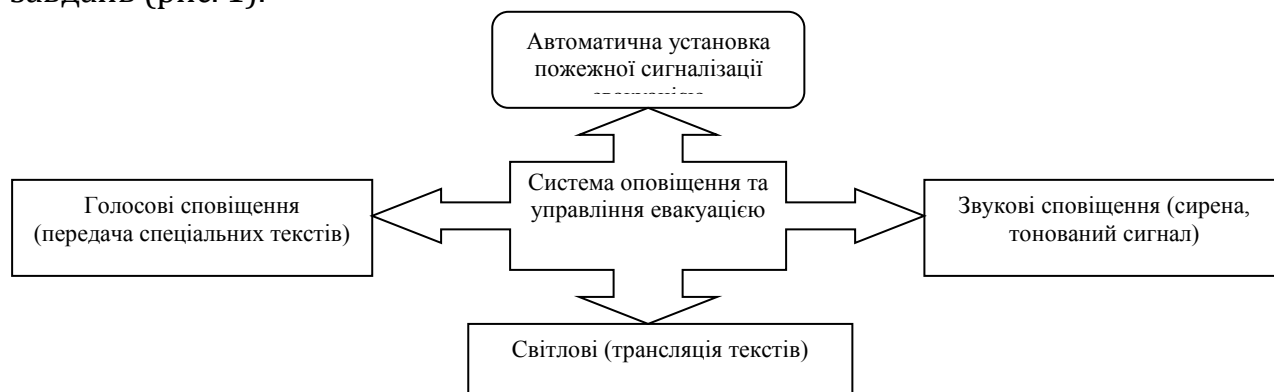 завдань (рис. 1).
Автоматична установка
пожежної сигналізації
Система оповіщення та
управління евакуацією
Голосові сповіщення
(передача спеціальних текстів)
Звукові сповіщення (сирена,
тонований сигнал)
Світлові (трансляція текстів)